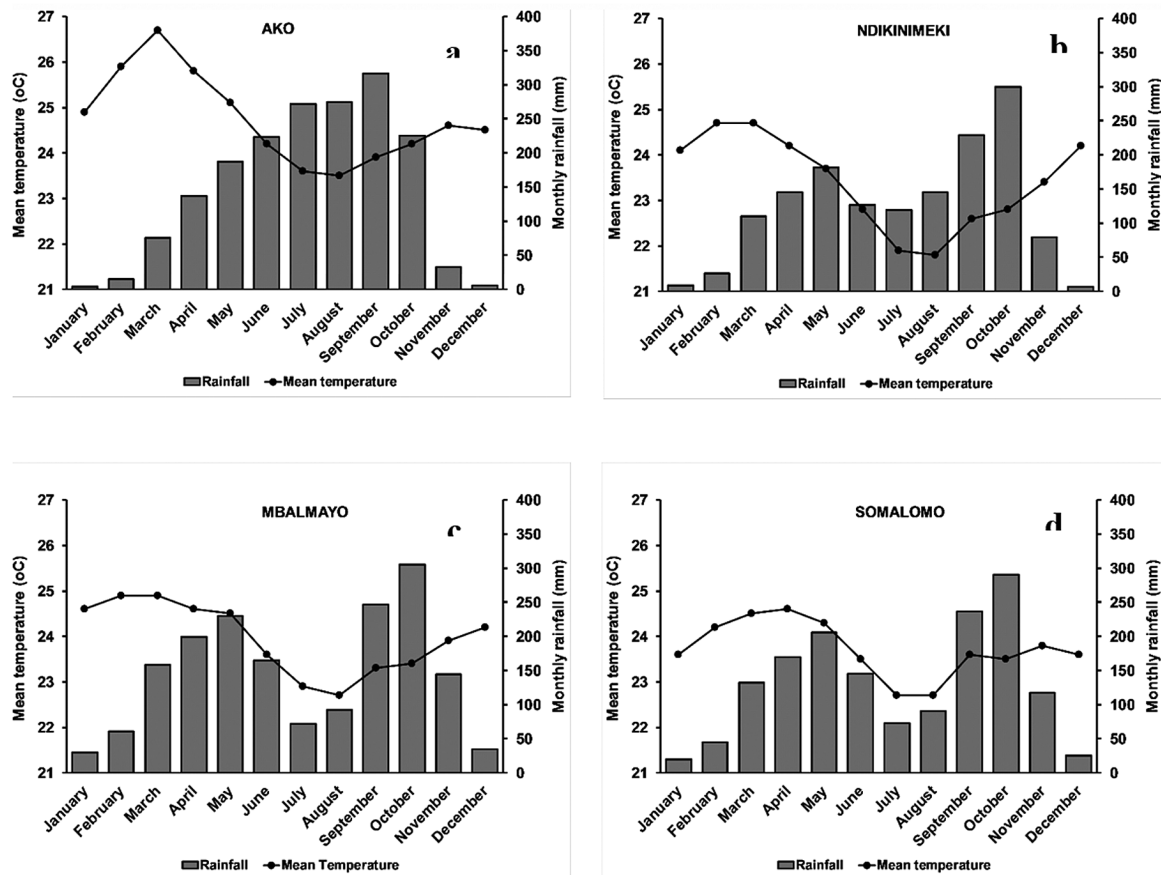 AKO
a
Mean temperature (oC)
27
26
25
24
23
22
21
400
350
300
250
200
150
100
50
0
Monthly rainfall (mm)
January
February
March
April
May
June
July
August
September
October
November
December
Rainfall
Mean temperature
NDIKINIMEKI
b
Mean temperature (oC)
27
26
25
24
23
22
21
400
350
300
250
200
150
100
50
0
Monthly rainfall (mm)
January
February
March
April
May
June
July
August
September
October
November
December
Rainfall
Mean temperature
MBALMAYO
c
Mean temperature (oC)
27
26
25
24
23
22
21
400
350
300
250
200
150
100
50
0
Monthly rainfall (mm)
January
February
March
April
May
June
July
August
September
October
November
December
Rainfall
Mean Temperature
SOMALOMO
d
Mean temperature (oC)
27
26
25
24
23
22
21
400
350
300
250
200
150
100
50
0
Monthly rainfall (mm)
January
February
March
April
May
June
July
August
September
October
November
December
Rainfall
Mean temperature